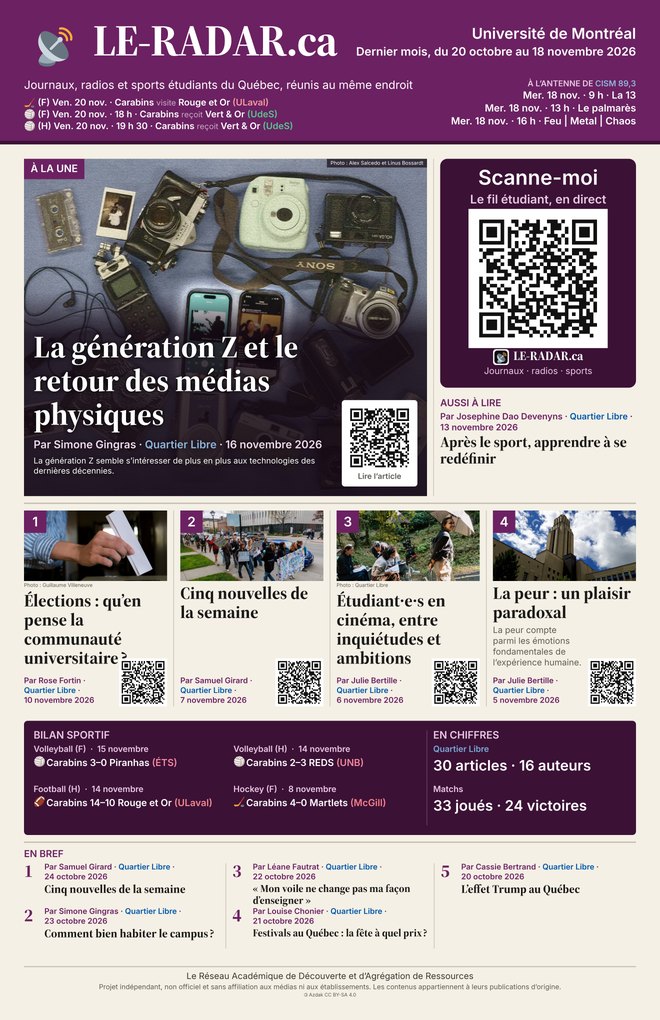 LE-RADAR.ca
Université de Montréal
Dernier mois, du 20 octobre au 18 novembre 2026
Journaux, radios et sports étudiants du Québec, réunis au même endroit
(F) Ven. 20 nov. · Carabins visite Rouge et Or (ULaval)
(F) Ven. 20 nov. · 18 h · Carabins reçoit Vert & Or (UdeS)
(H) Ven. 20 nov. · 19 h 30 · Carabins reçoit Vert & Or (UdeS)
À L'ANTENNE DE CISM 89,3
Mer. 18 nov. · 9 h · La 13
Mer. 18 nov. · 13 h · Le palmarès
Mer. 18 nov. · 16 h · Feu | Metal | Chaos
À LA UNE
Photo : Alex Salcedo et Linus Bossardt
SONY
La génération Z et le
retour des médias
physiques
Par Simone Gingras · Quartier Libre · 16 novembre 2026
La génération Z semble s'intéresser de plus en plus aux technologies des
dernières décennies.
Lire l'article
Scanne-moi
Le fil étudiant, en direct
LE-RADAR.ca
Journaux · radios · sports
AUSSI À LIRE
Par Josephine Dao Devenyns · Quartier Libre ·
13 novembre 2026
Après le sport, apprendre à se
redéfinir
1
Photo : Guillaume Villeneuve
Élections : qu'en
pense la
communauté
universitaire?
Par Rose Fortin ·
Quartier Libre ·
10 novembre 2026
2
Cinq nouvelles de
la semaine
Par Samuel Girard ·
Quartier Libre ·
7 novembre 2026
3
Photo : Quartier Libre
Étudiant·e·s en
cinéma, entre
inquiétudes et
ambitions
Par Julie Bertille ·
Quartier Libre ·
6 novembre 2026
4
La peur : un plaisir
paradoxal
La peur compte
parmi les émotions
fondamentales de
l'expérience humaine.
Par Julie Bertille ·
Quartier Libre ·
5 novembre 2026
BILAN SPORTIF
Volleyball (F) · 15 novembre
Carabins 3–0 Piranhas (ÉTS)
Volleyball (H) · 14 novembre
Carabins 2–3 REDS (UNB)
Football (H) · 14 novembre
Carabins 14–10 Rouge et Or (ULaval)
Hockey (F) · 8 novembre
Carabins 4–0 Martlets (McGill)
EN CHIFFRES
Quartier Libre
30 articles · 16 auteurs
Matchs
33 joués · 24 victoires
EN BREF
1
Par Samuel Girard · Quartier Libre ·
24 octobre 2026
Cinq nouvelles de la semaine
2
Par Simone Gingras · Quartier Libre ·
23 octobre 2026
Comment bien habiter le campus ?
3
Par Léane Fautrat · Quartier Libre ·
22 octobre 2026
« Mon voile ne change pas ma façon
d'enseigner »
4
Par Louise Chonier · Quartier Libre ·
21 octobre 2026
Festivals au Québec : la fête à quel prix ?
5
Par Cassie Bertrand · Quartier Libre ·
20 octobre 2026
L'effet Trump au Québec
Le Réseau Académique de Découverte et d'Agrégation de Ressources
Projet indépendant, non officiel et sans affiliation aux médias ni aux établissements. Les contenus appartiennent à leurs publications d'origine.
Azdak CC BY-SA 4.0